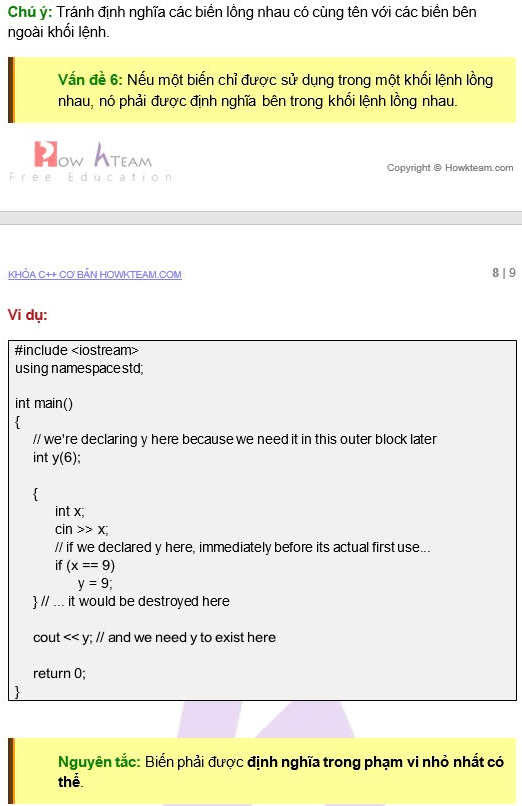 Chú ý: Tránh định nghĩa các biến lồng nhau có cùng tên với các biến bên
ngoài khối lệnh.
Vấn đề 6: Nếu một biến chỉ được sử dụng trong một khối lệnh lồng
nhau, nó phải được định nghĩa bên trong khối lệnh lồng nhau.
How Kteam
Free Education
Copyright © Howkteam.com
KHÓA C++ CƠ BẢN HOWKTEAM.COM
8 | 9
Ví dụ:
#include <iostream>
using namespace std;
int main()
{
// we're declaring y here because we need it in this outer block later
int y(6);
{
int x;
cin >> x;
// if we declared y here, immediately before its actual first use...
if (x == 9)
y = 9;
} // ... it would be destroyed here
cout << y; // and we need y to exist here
return 0;
}
Nguyên tắc: Biến phải được định nghĩa trong phạm vi nhỏ nhất có
thể.